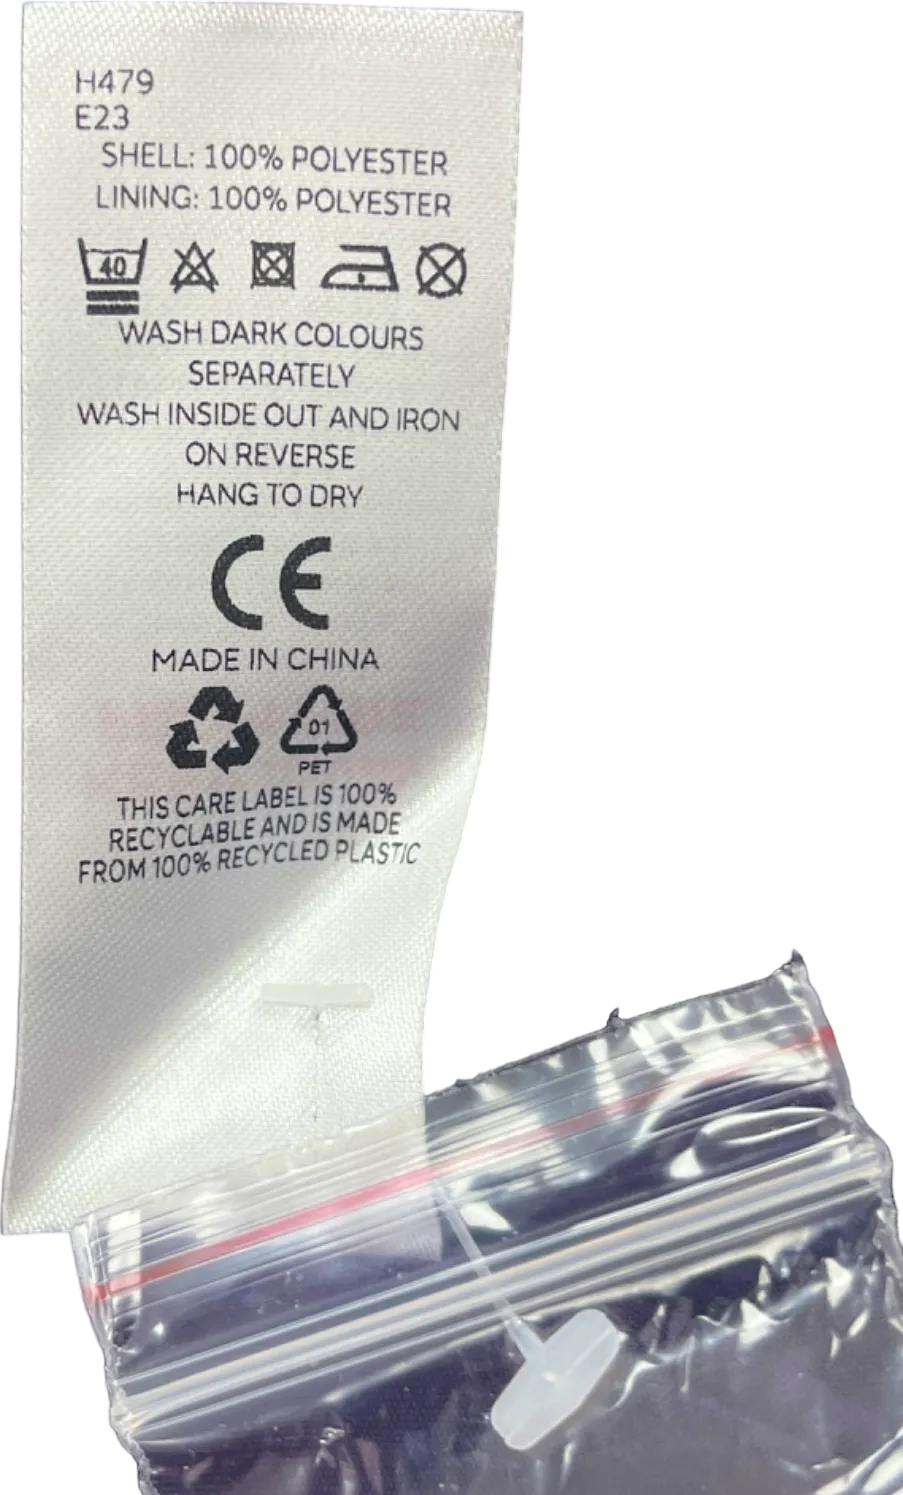 H479
E23
SHELL: 100% POLYESTER
LINING: 100% POLYESTER
40
WASH DARK COLOURS
SEPARATELY
WASH INSIDE OUT AND IRON
ON REVERSE
HANG TO DRY
CE
MADE IN CHINA
01
PET
THIS CARE LABEL IS 100%
RECYCLABLE AND IS MADE
FROM 100% RECYCLED PLASTIC